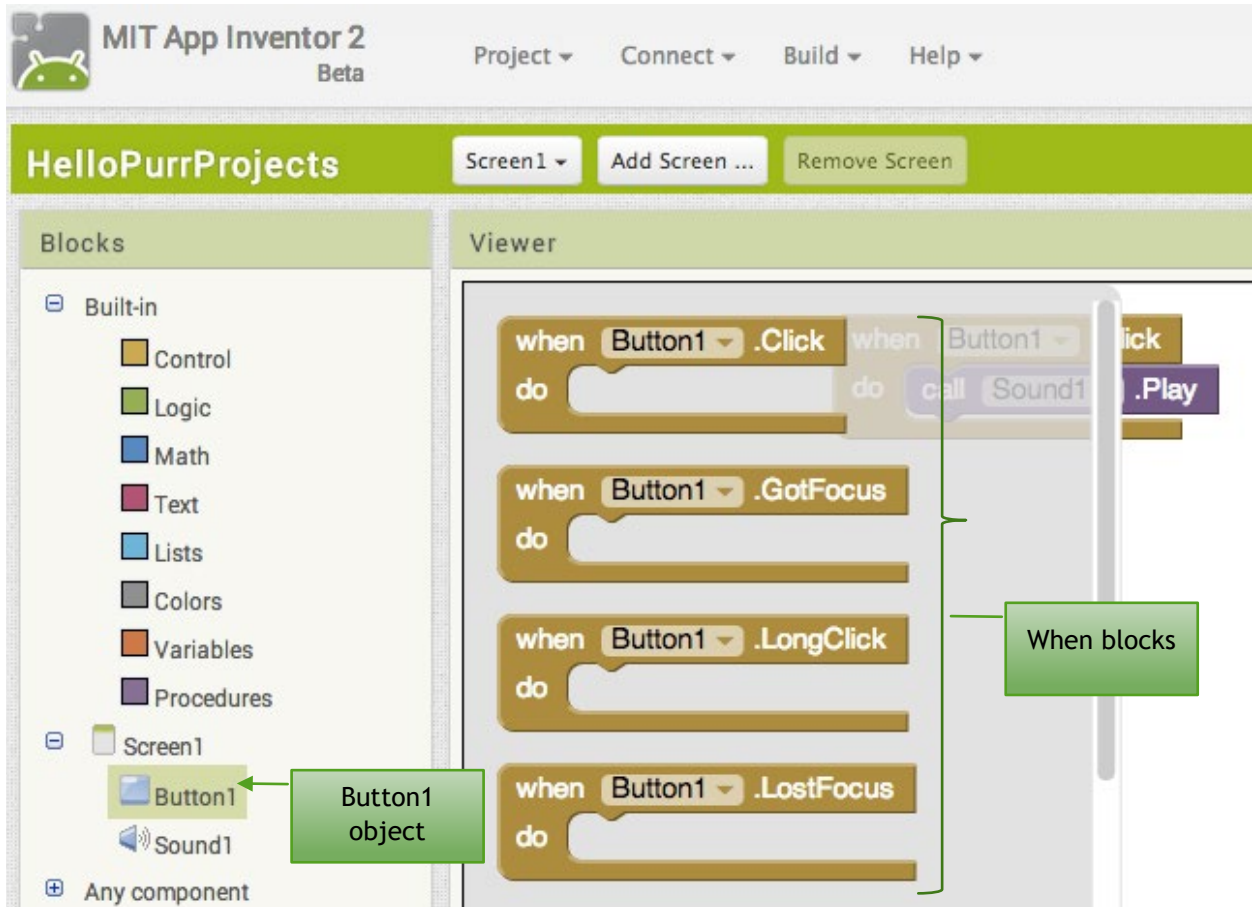 MIT App Inventor 2
Beta
Project
Connect
Build
Help
HelloPurrProjects
Screen1
Add Screen ...
Remove Screen
Blocks
Viewer
Built-in
Control
Logic
Math
Text
Lists
Colors
Variables
Procedures
Screen1
Button1
Sound1
Any component
Button1
object
when Button1 .Click
do
when Button1 lick
do call Sound1 .Play
when Button1 .GotFocus
do
when Button1 .LongClick
do
when Button1 .LostFocus
do
When blocks